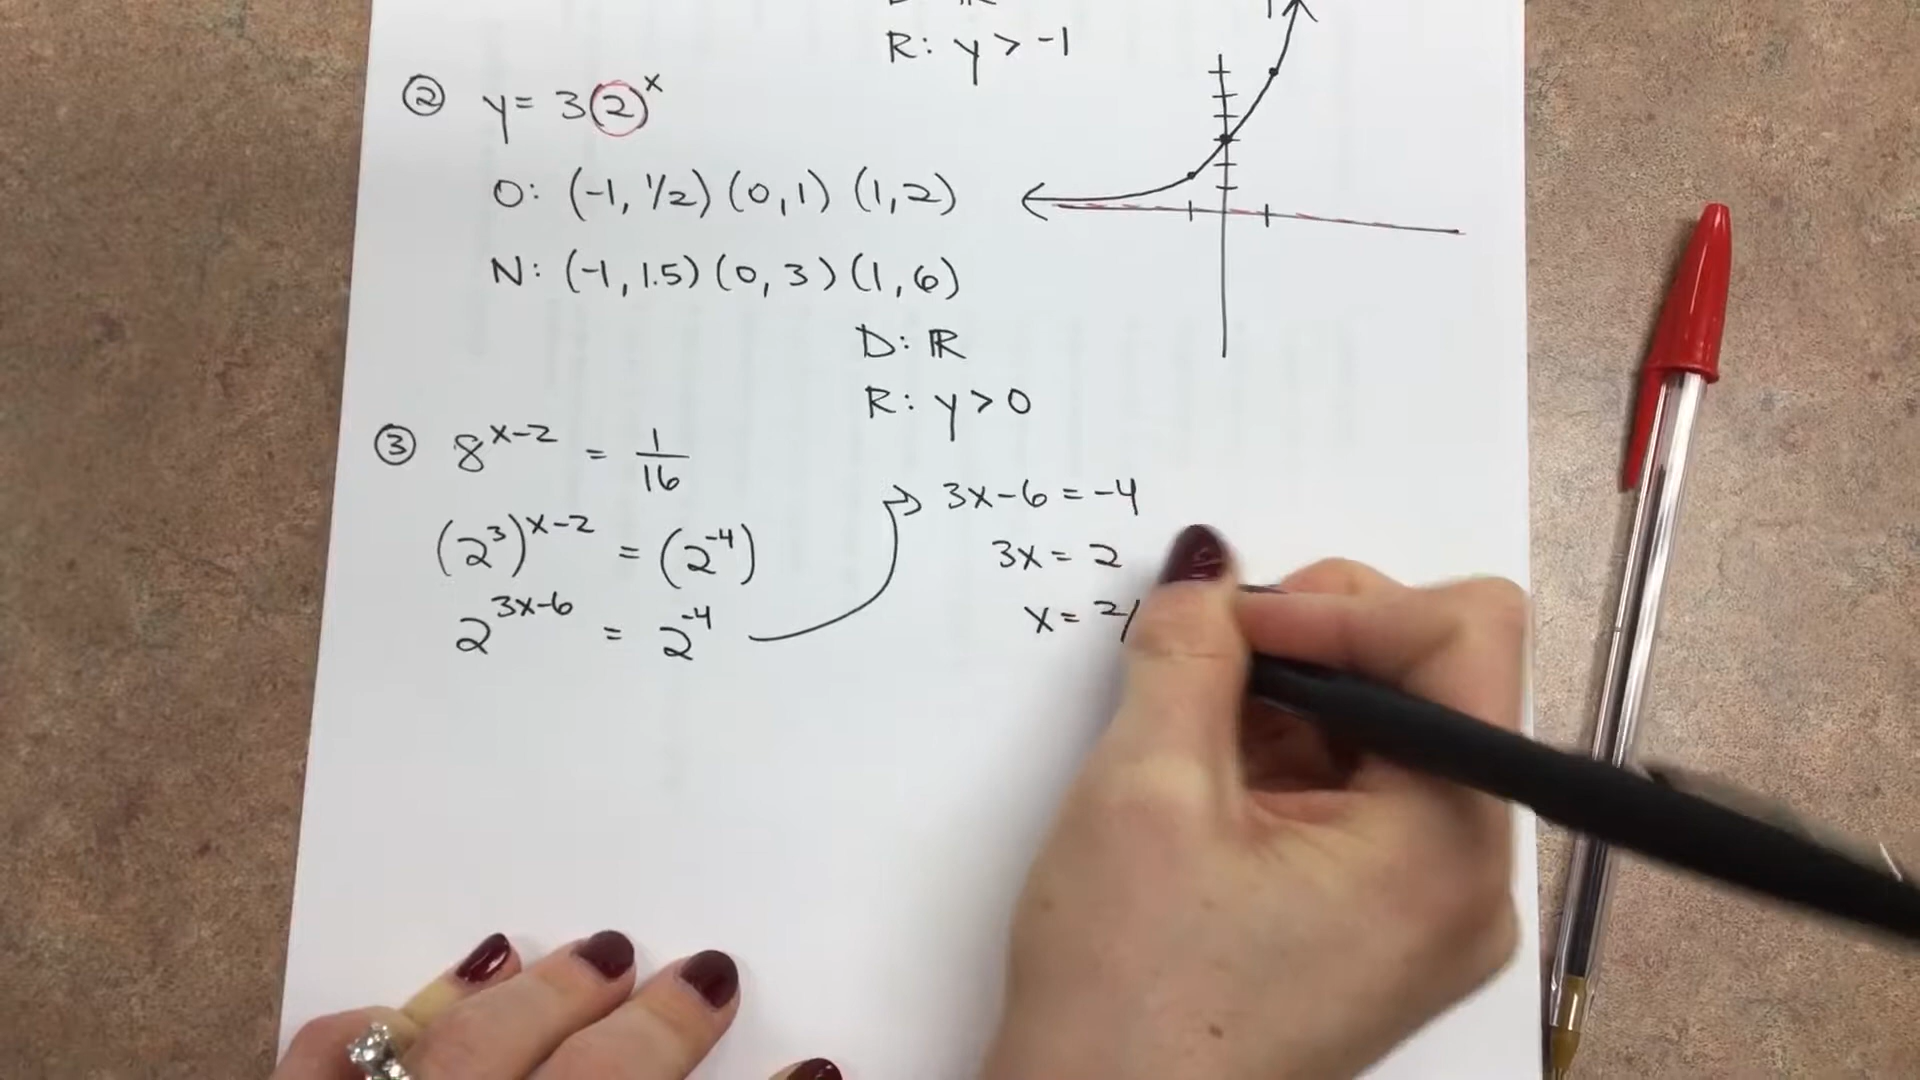 R: y > -1
② y = 3(2)^x
O: (-1, 1/2) (0, 1) (1, 2)
N: (-1, 1.5) (0, 3) (1, 6)
D: ℝ
R: y > 0
③ 8^(x-2) = 1/16
(2^3)^(x-2) = (2^-4)
2^(3x-6) = 2^-4
3x - 6 = -4
3x = 2
x = 2/